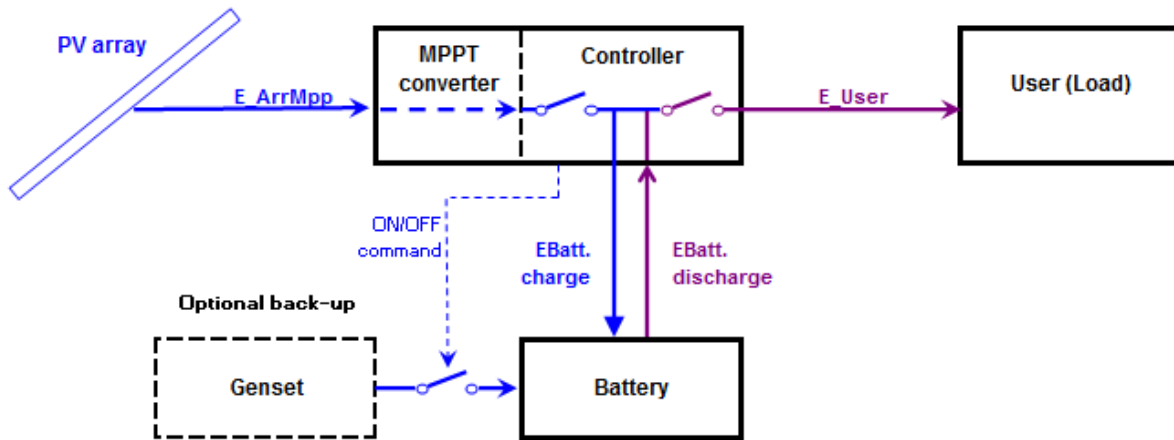 PV array
MPPT
converter
Controller
User (Load)
E_ArrMpp
E_User
ON/OFF
command
EBatt.
charge
EBatt.
discharge
Optional back-up
Genset
Battery